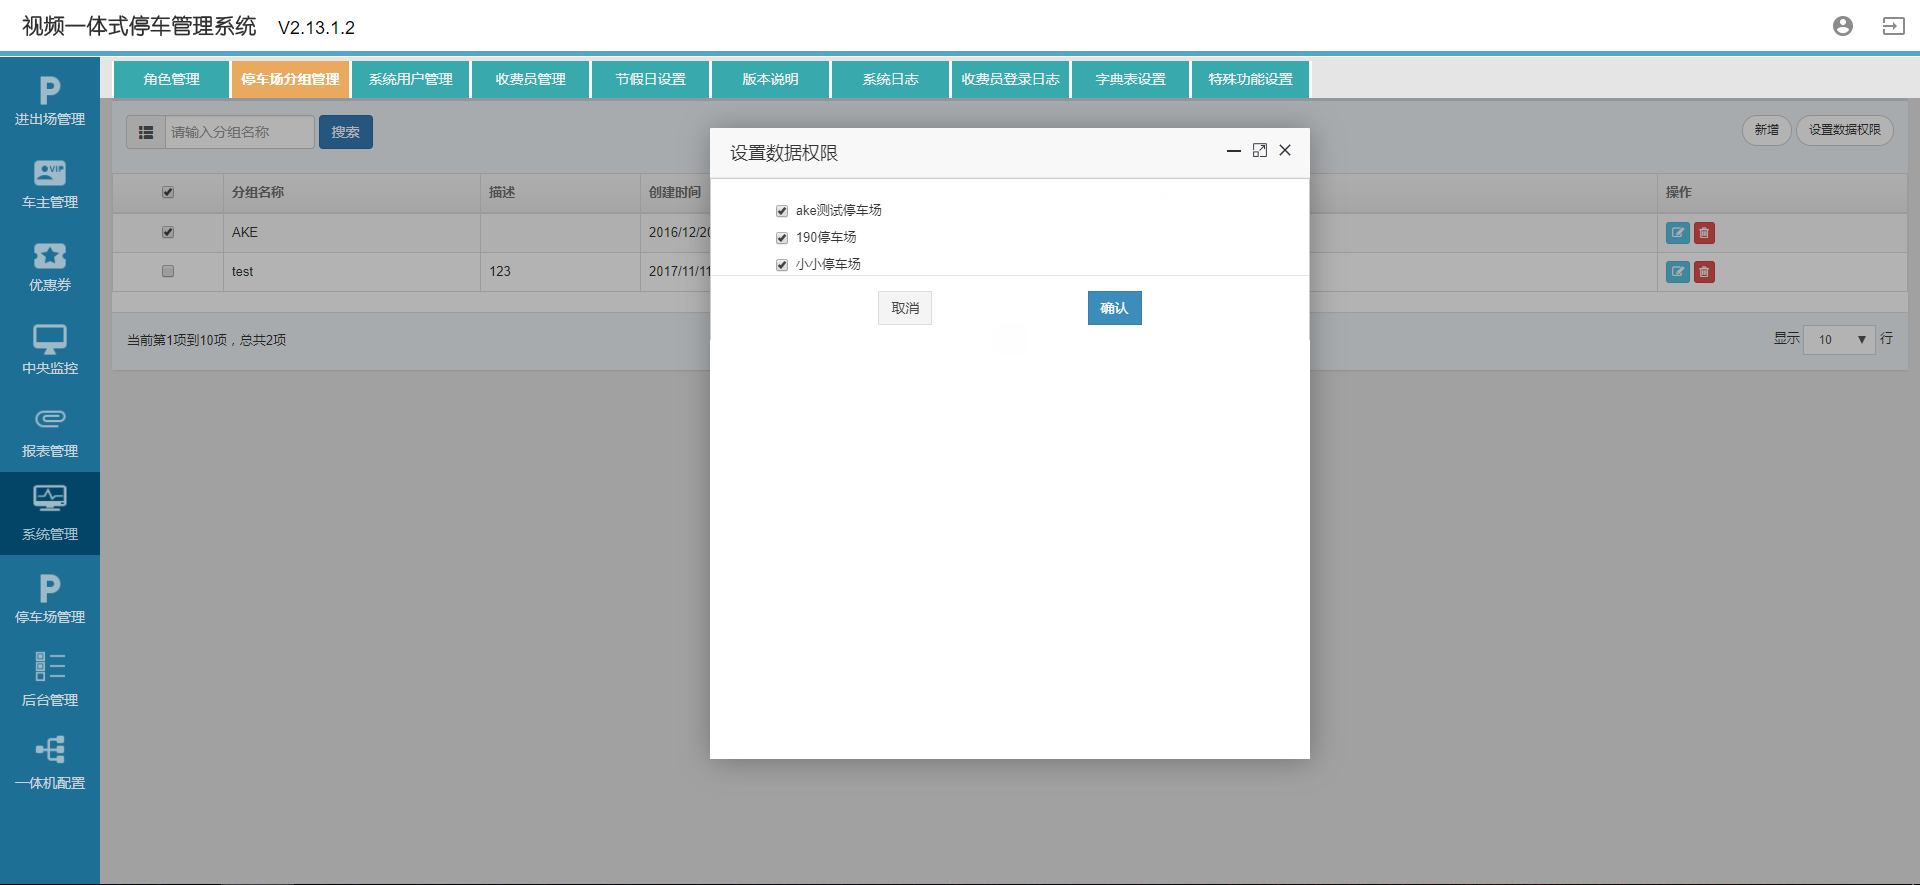 视频一体式停车管理系统 V2.13.1.2
角色管理 停车场分组管理 系统用户管理 收费员管理 节假日设置 版本说明 系统日志 收费员登录日志 字典表设置 特殊功能设置
进出场管理
VIP
车主管理
优惠券
中央监控
报表管理
系统管理
停车场管理
后台管理
一体机配置
请输入分组名称 搜索 新增 设置数据权限
分组名称 描述 创建时间 操作
AKE 2016/12/20
test 123 2017/11/11
当前第1项到10项，总共2项 显示 10 行
设置数据权限
ake测试停车场
190停车场
小小停车场
取消 确认